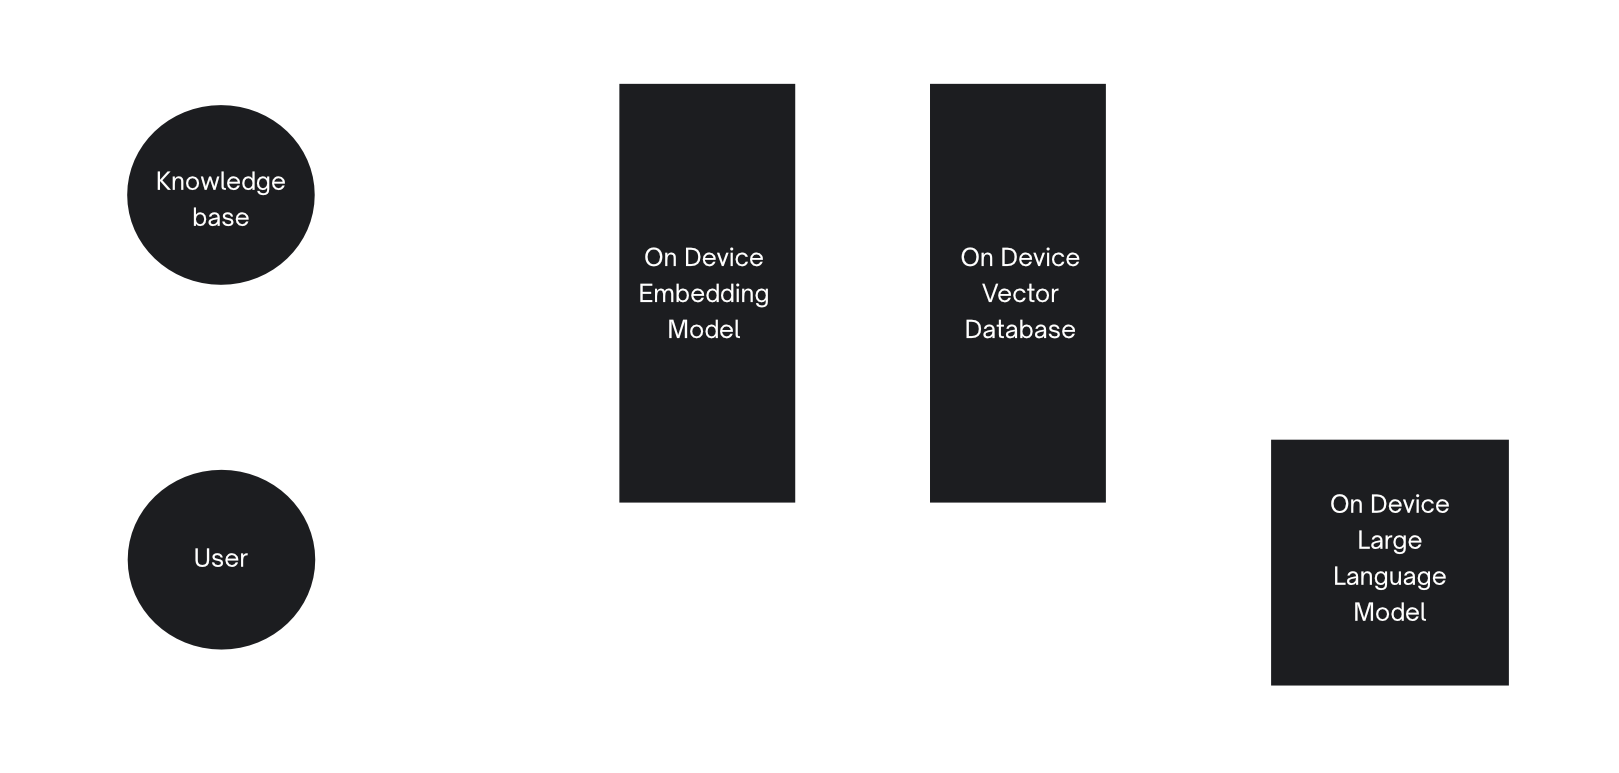 Knowledge
base
On Device
Embedding
Model
On Device
Vector
Database
User
On Device
Large
Language
Model